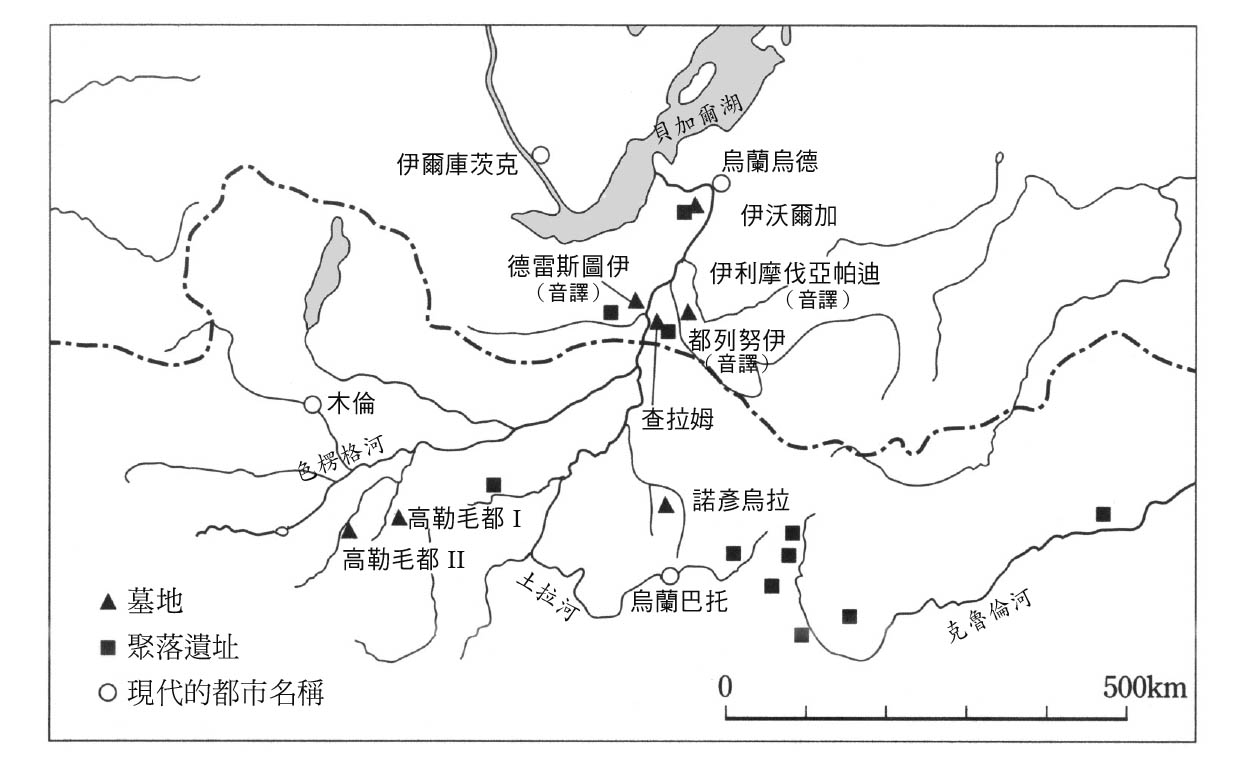 貝加爾湖
伊爾庫茨克
烏蘭烏德
伊沃爾加
德雷斯圖伊
（音譯）
伊利摩伐亞帕迪
（音譯）
都列努伊
（音譯）
木倫
查拉姆
色楞格河
諾彥烏拉
高勒毛都 I
高勒毛都 II
土拉河
烏蘭巴托
克魯倫河
墓地
聚落遺址
現代的都市名稱
0
500km